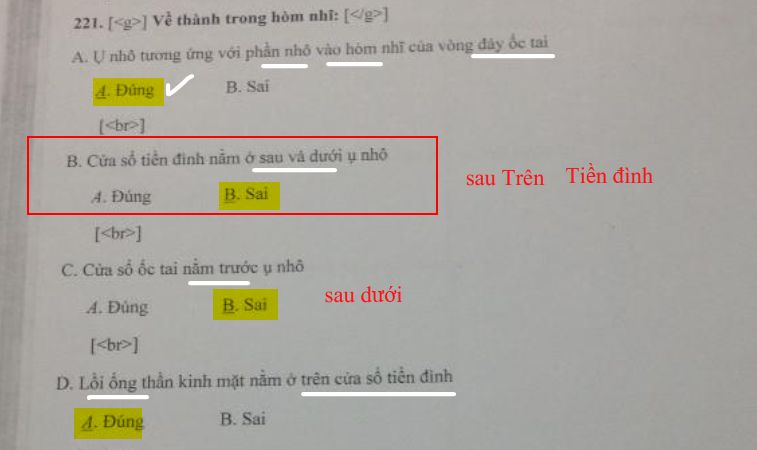 221. [<g>] Về thành trong hòm nhĩ: [</g>]
A. Ụ nhô tương ứng với phần nhô vào hòm nhĩ của vòng đáy ốc tai
A. Đúng B. Sai
[<br>]
B. Cửa sổ tiền đình nằm ở sau và dưới ụ nhô
sau Trên Tiền đình
A. Đúng B. Sai
[<br>]
C. Cửa sổ ốc tai nằm trước ụ nhô
sau dưới
A. Đúng B. Sai
[<br>]
D. Lồi ống thần kinh mặt nằm ở trên cửa sổ tiền đình
A. Đúng B. Sai